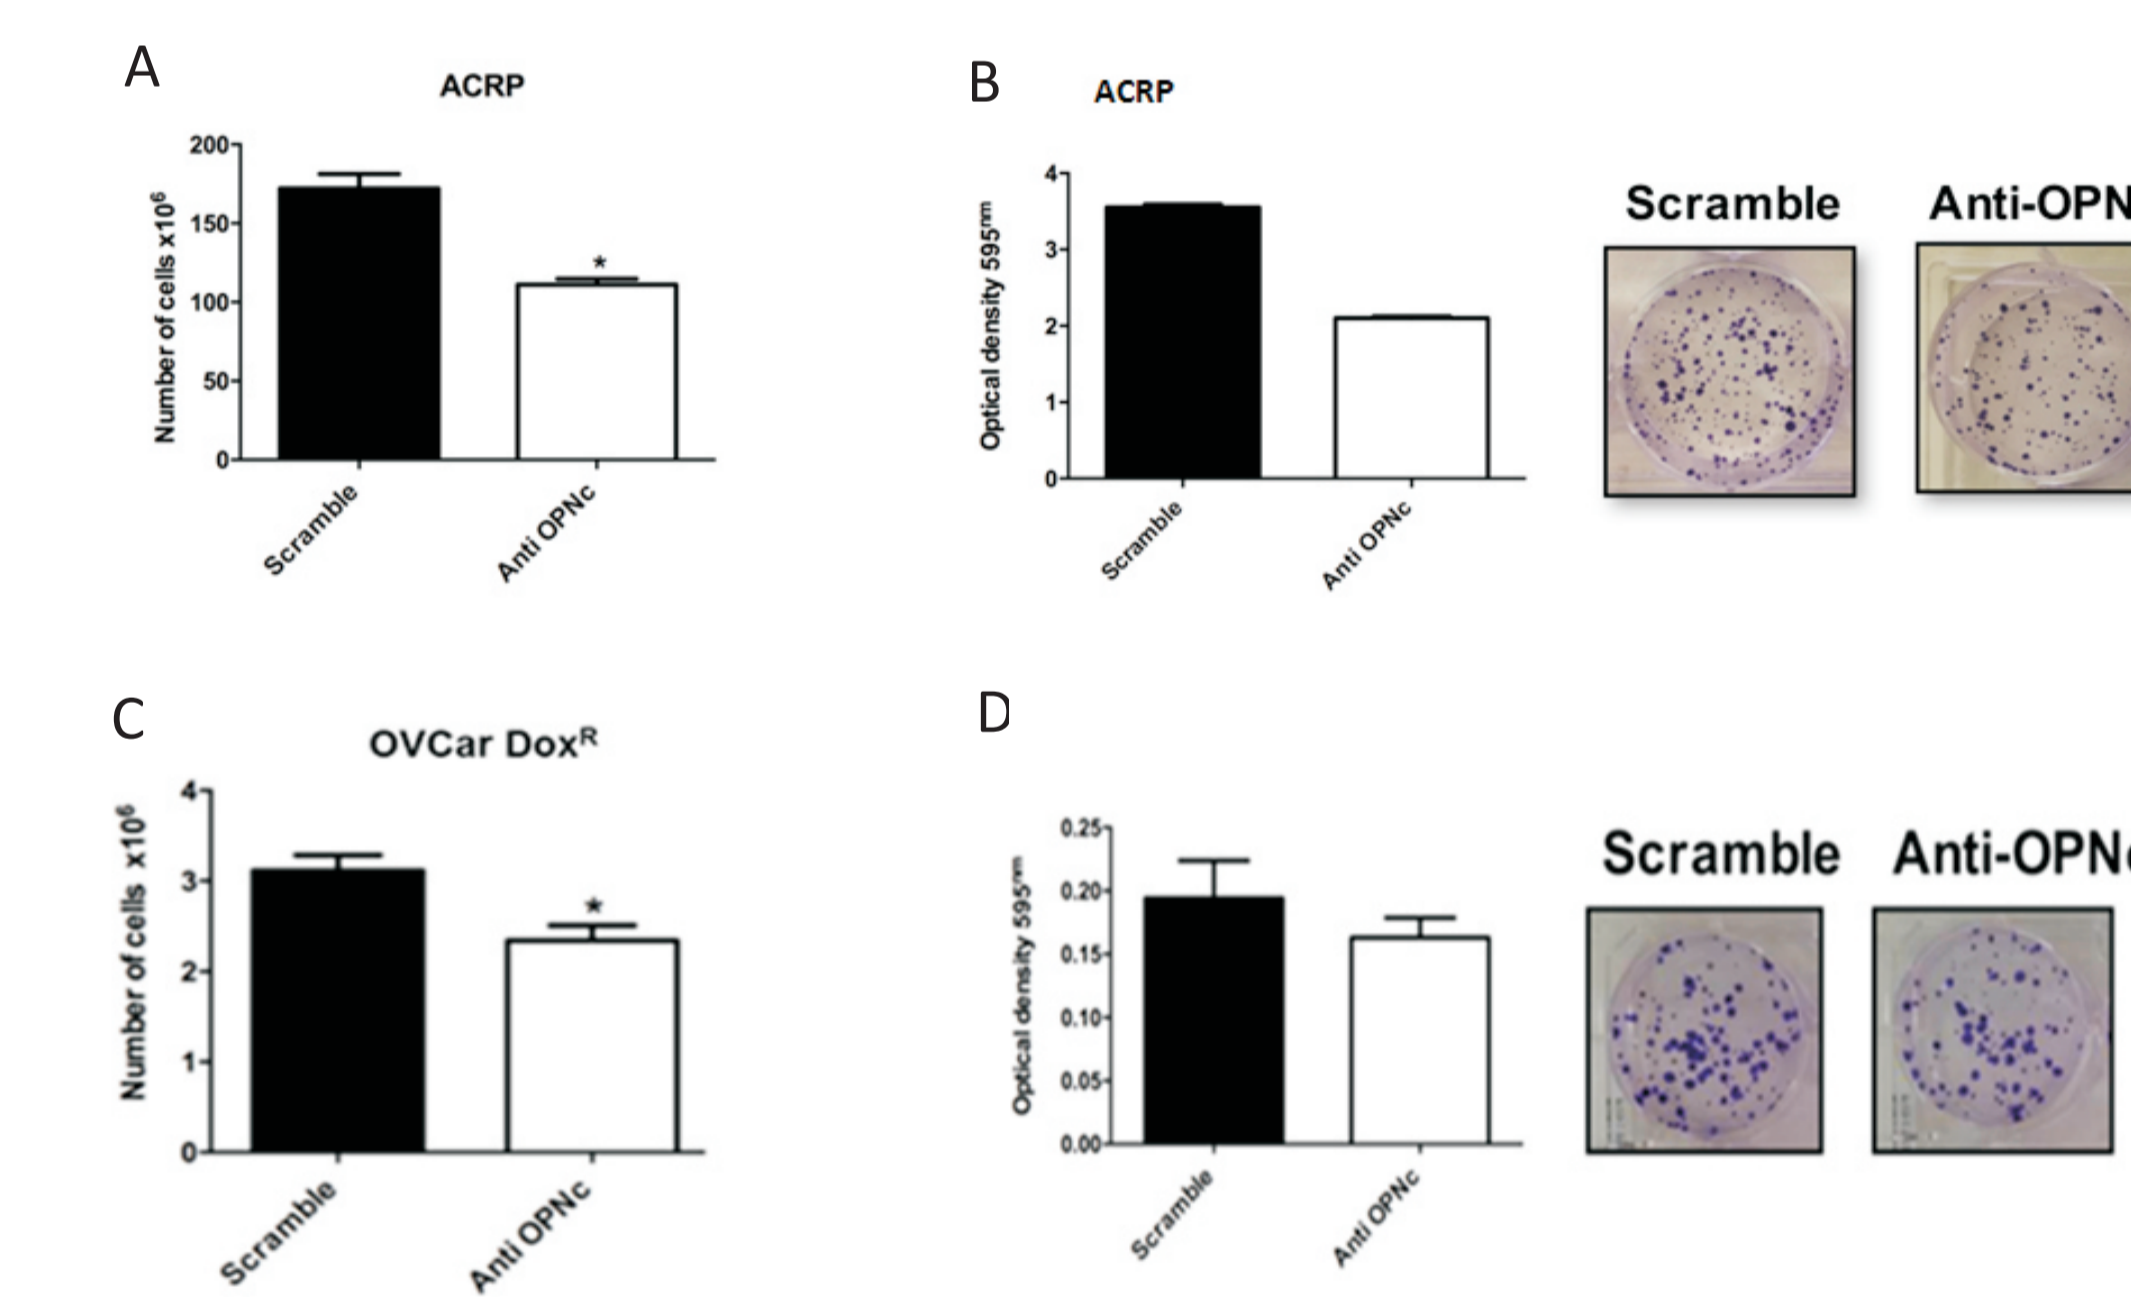 A
ACRP
200
150
100
50
0
Number of cells x10⁶
*
Scramble
Anti OPNc
B
ACRP
4
3
2
1
0
Optical density 595ⁿᵐ
Scramble
Anti OPNc
Scramble
Anti-OPN
C
OVCar Doxᴿ
4
3
2
1
0
Number of cells x10⁶
*
Scramble
Anti OPNc
D
0.25
0.20
0.15
0.10
0.05
0.00
Optical density 595ⁿᵐ
Scramble
Anti OPNc
Scramble
Anti-OPNc